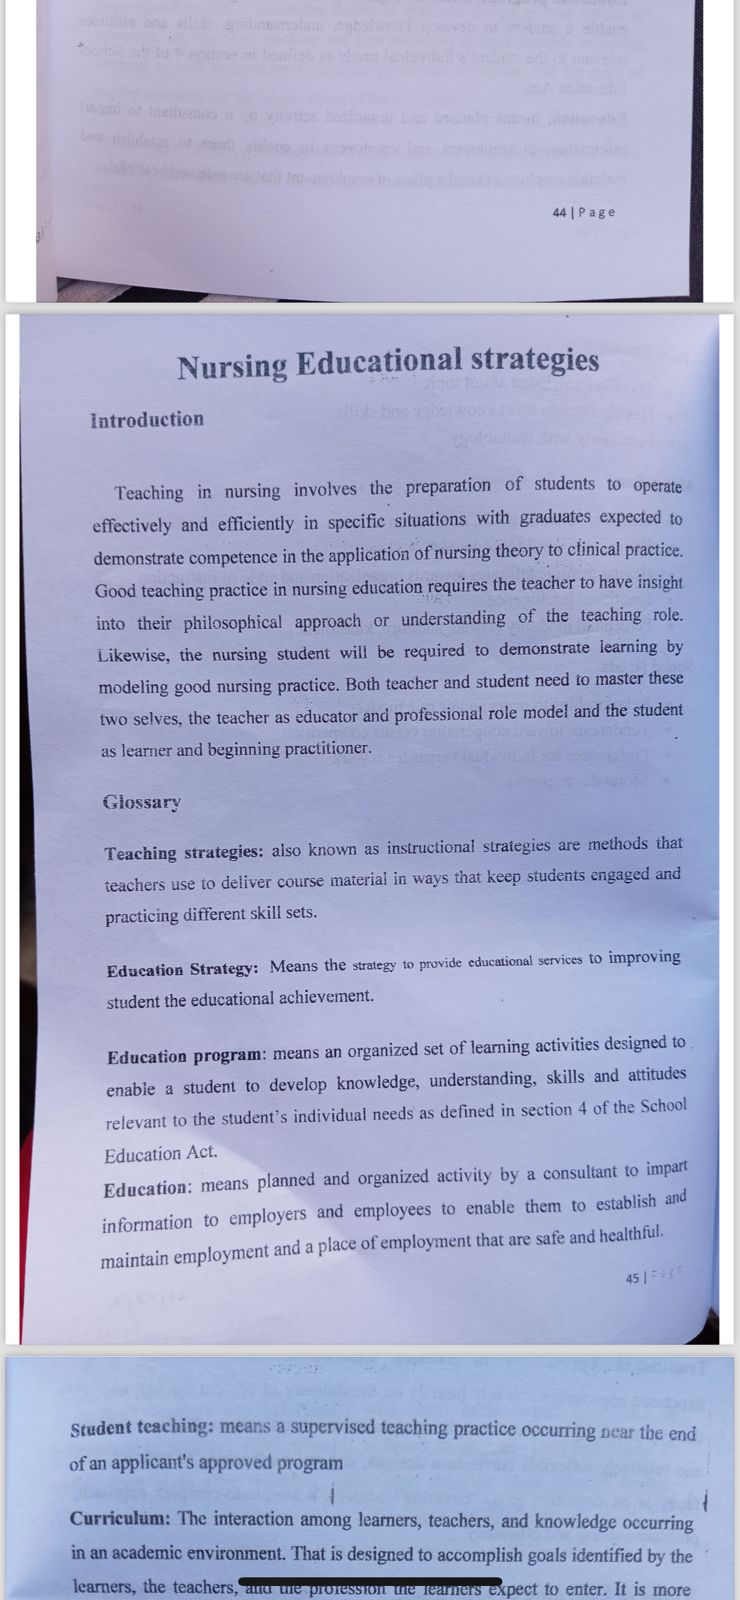 44 | Page
Nursing Educational strategies
Introduction
Teaching in nursing involves the preparation of students to operate
effectively and efficiently in specific situations with graduates expected to
demonstrate competence in the application of nursing theory to clinical practice.
Good teaching practice in nursing education requires the teacher to have insight
into their philosophical approach or understanding of the teaching role.
Likewise, the nursing student will be required to demonstrate learning by
modeling good nursing practice. Both teacher and student need to master these
two selves, the teacher as educator and professional role model and the student
as learner and beginning practitioner.
Glossary
Teaching strategies: also known as instructional strategies are methods that
teachers use to deliver course material in ways that keep students engaged and
practicing different skill sets.
Education Strategy: Means the strategy to provide educational services to improving
student the educational achievement.
Education program: means an organized set of learning activities designed to
enable a student to develop knowledge, understanding, skills and attitudes
relevant to the student's individual needs as defined in section 4 of the School
Education Act.
Education: means planned and organized activity by a consultant to impart
information to employers and employees to enable them to establish and
maintain employment and a place of employment that are safe and healthful.
45 |
Student teaching: means a supervised teaching practice occurring near the end
of an applicant's approved program
Curriculum: The interaction among learners, teachers, and knowledge occurring
in an academic environment. That is designed to accomplish goals identified by the
learners, the teachers, and the profession the learners expect to enter. It is more